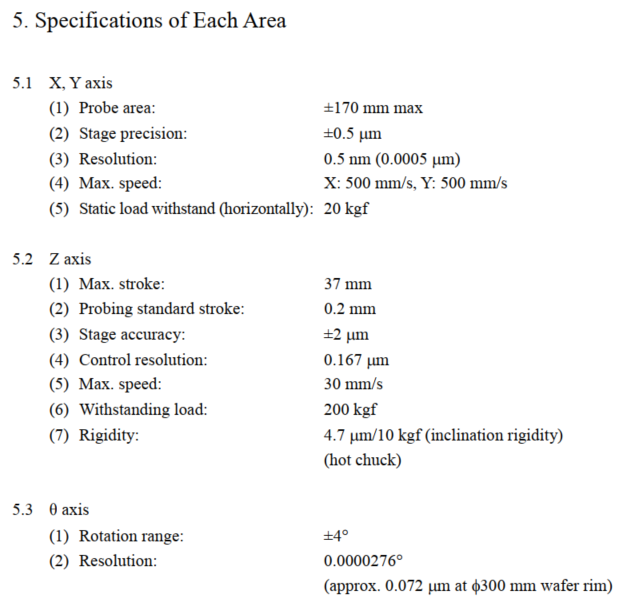 5. Specifications of Each Area
5.1 X, Y axis
(1) Probe area: ±170 mm max
(2) Stage precision: ±0.5 μm
(3) Resolution: 0.5 nm (0.0005 μm)
(4) Max. speed: X: 500 mm/s, Y: 500 mm/s
(5) Static load withstand (horizontally): 20 kgf
5.2 Z axis
(1) Max. stroke: 37 mm
(2) Probing standard stroke: 0.2 mm
(3) Stage accuracy: ±2 μm
(4) Control resolution: 0.167 μm
(5) Max. speed: 30 mm/s
(6) Withstanding load: 200 kgf
(7) Rigidity: 4.7 μm/10 kgf (inclination rigidity)
(hot chuck)
5.3 θ axis
(1) Rotation range: ±4°
(2) Resolution: 0.0000276°
(approx. 0.072 μm at ϕ300 mm wafer rim)